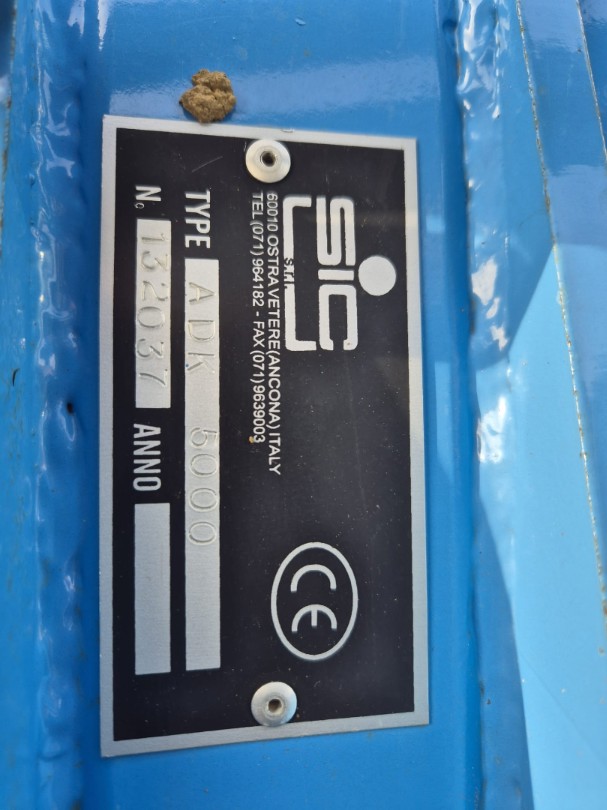 SIC
s.r.l.
60010 OSTRA VETERE (ANCONA) ITALY
TEL (071) 964182 - FAX (071) 9639003
CE
TYPE ADK 5000
N° 132037 ANNO